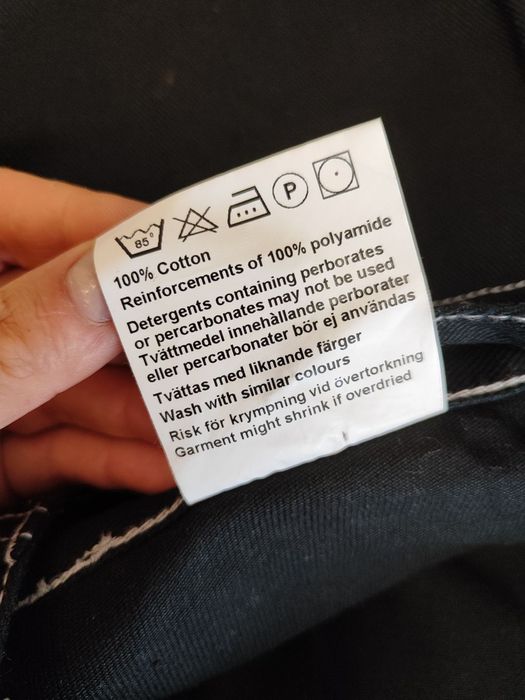 85°
P
100% Cotton
Reinforcements of 100% polyamide
Detergents containing perborates
or percarbonates may not be used
Tvättmedel innehàllande perborater
eller percarbonater bör ej användas
Tvättas med liknande färger
Wash with similar colours
Risk för krympning vid övertorkning
Garment might shrink if overdried